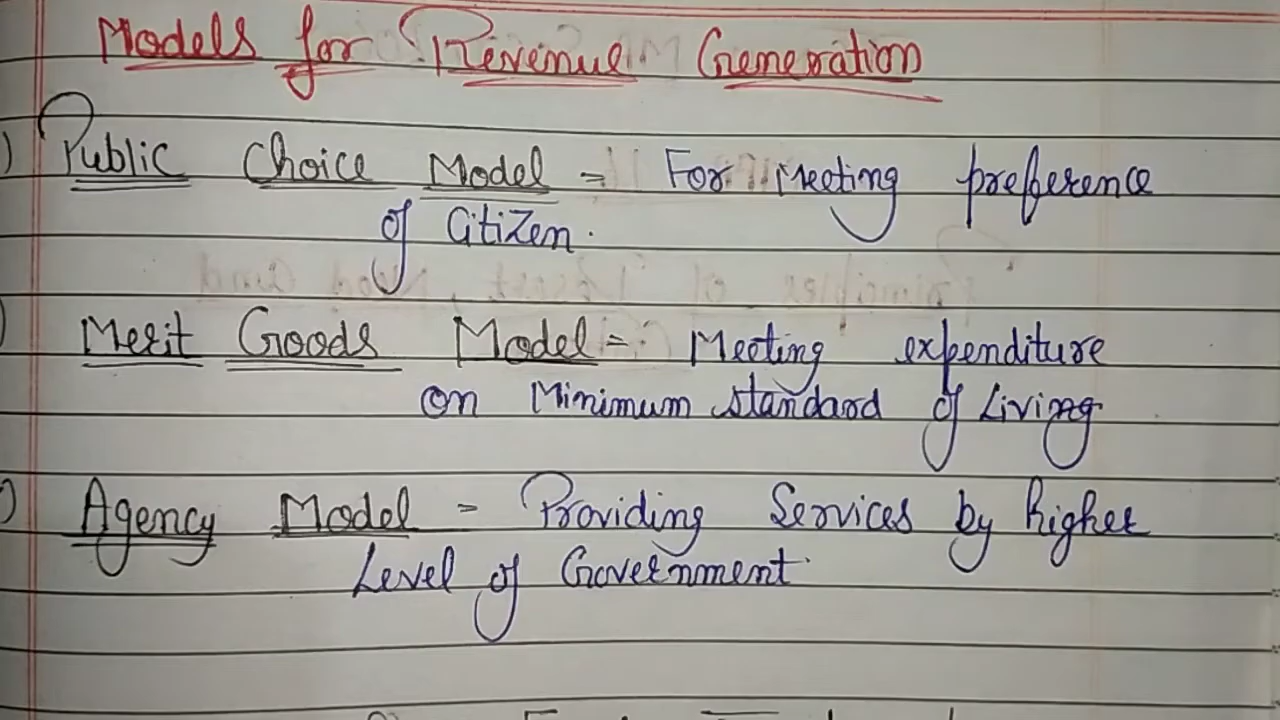 Models for Revenue Generation
) Public Choice Model = For Meeting preference
of Citizen.
) Merit Goods Model = Meeting expenditure
on Minimum standard of Living
) Agency Model = Providing Services by higher
Level of Government